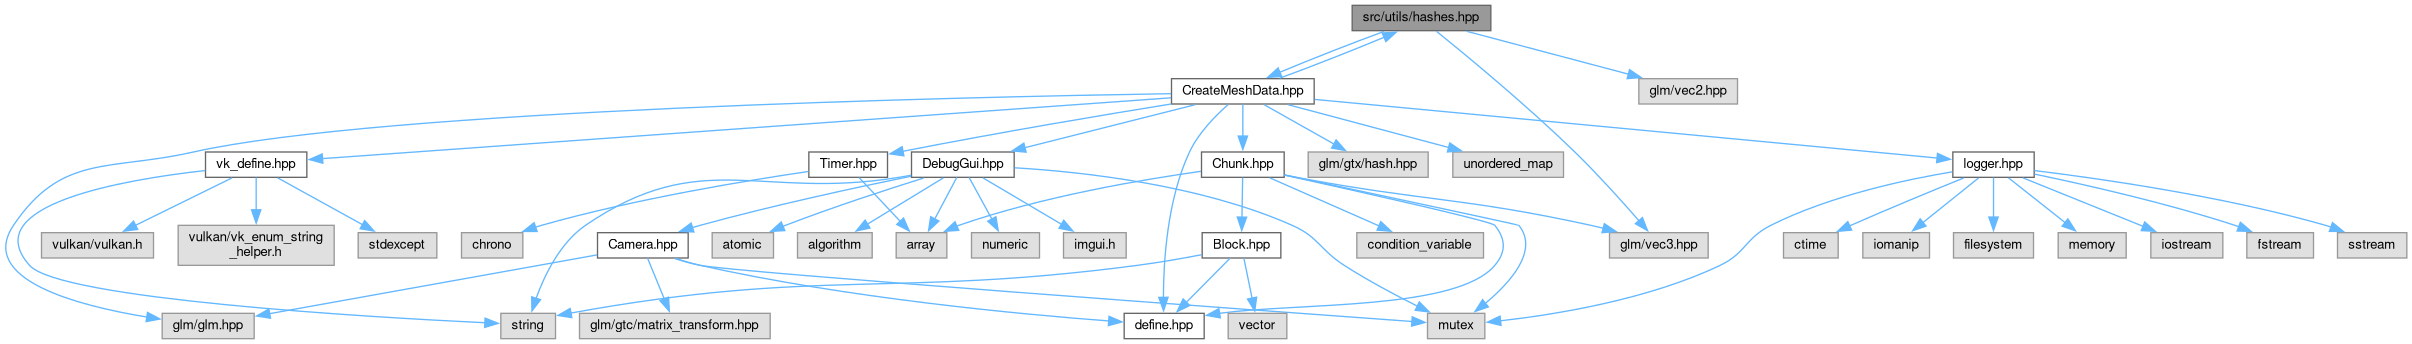 src/utils/hashes.hpp
CreateMeshData.hpp
glm/vec2.hpp
vk_define.hpp
Timer.hpp
DebugGui.hpp
Chunk.hpp
glm/gtx/hash.hpp
unordered_map
logger.hpp
vulkan/vulkan.h
vulkan/vk_enum_string
_helper.h
stdexcept
chrono
Camera.hpp
atomic
algorithm
array
numeric
imgui.h
Block.hpp
condition_variable
glm/vec3.hpp
ctime
iomanip
filesystem
memory
iostream
fstream
sstream
glm/glm.hpp
string
glm/gtc/matrix_transform.hpp
define.hpp
vector
mutex